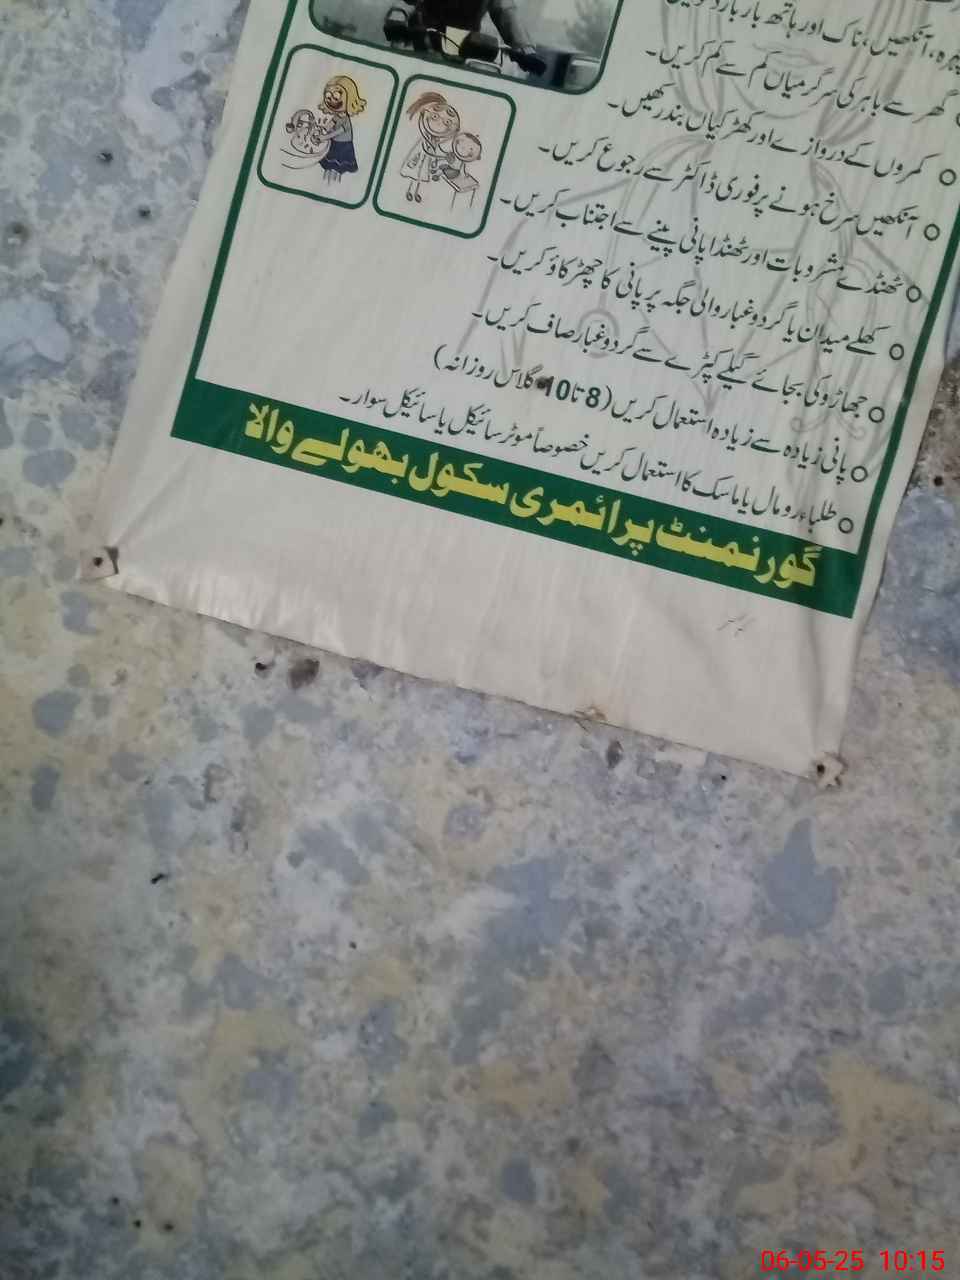 چہرہ، آنکھیں، ناک اور ہاتھ بار بار دھوئیں
گھر سے باہر کی سرگرمیاں کم سے کم کریں۔
○ کمروں کے دروازے اور کھڑکیاں بند رکھیں۔
○ آنکھیں سرخ ہونے پر فوری ڈاکٹر سے رجوع کریں۔
○ ٹھنڈے مشروبات اور ٹھنڈا پانی پینے سے اجتناب کریں۔
○ کھلے میدان یا گرد و غبار والی جگہ پر پانی کا چھڑکاؤ کریں۔
○ جھاڑو کی بجائے گیلے کپڑے سے گرد و غبار صاف کریں۔
○ پانی زیادہ سے زیادہ استعمال کریں (8 تا 10 گلاس روزانہ)
○ طلباء رومال یا ماسک کا استعمال کریں خصوصاً موٹر سائیکل یا سائیکل سوار۔
گورنمنٹ پرائمری سکول بھولے والا
06-05-25 10:15